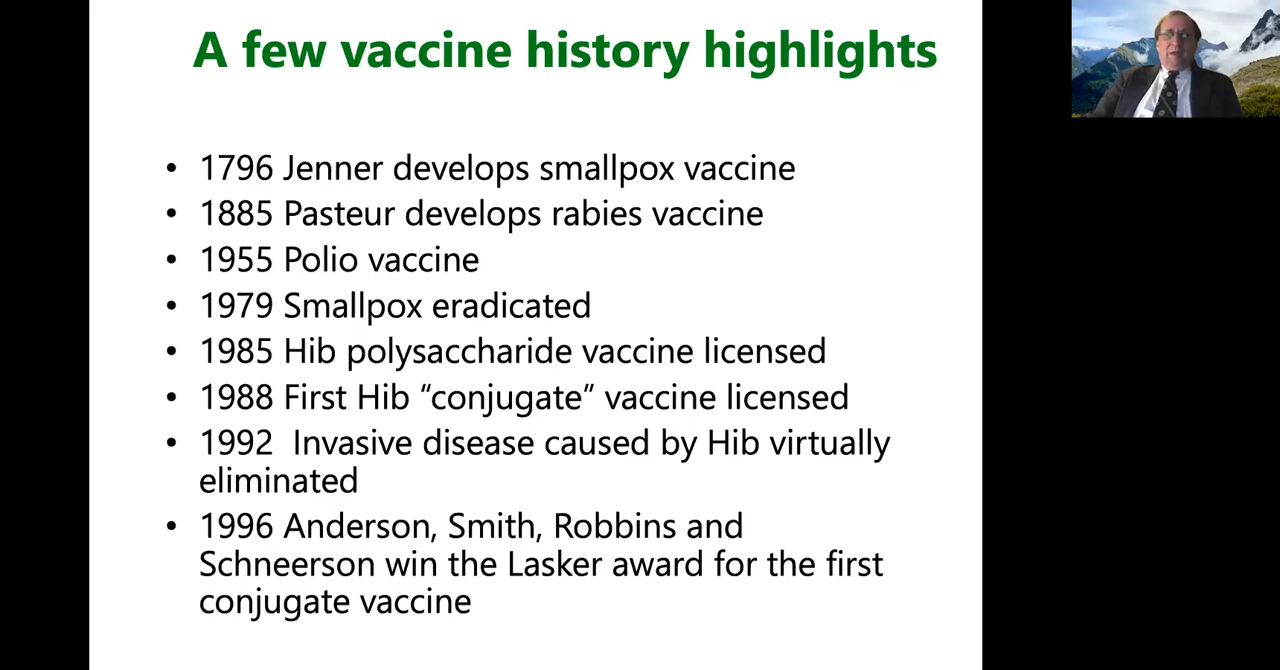 A few vaccine history highlights
• 1796 Jenner develops smallpox vaccine
• 1885 Pasteur develops rabies vaccine
• 1955 Polio vaccine
• 1979 Smallpox eradicated
• 1985 Hib polysaccharide vaccine licensed
• 1988 First Hib “conjugate” vaccine licensed
• 1992  Invasive disease caused by Hib virtually
eliminated
• 1996 Anderson, Smith, Robbins and
Schneerson win the Lasker award for the first
conjugate vaccine